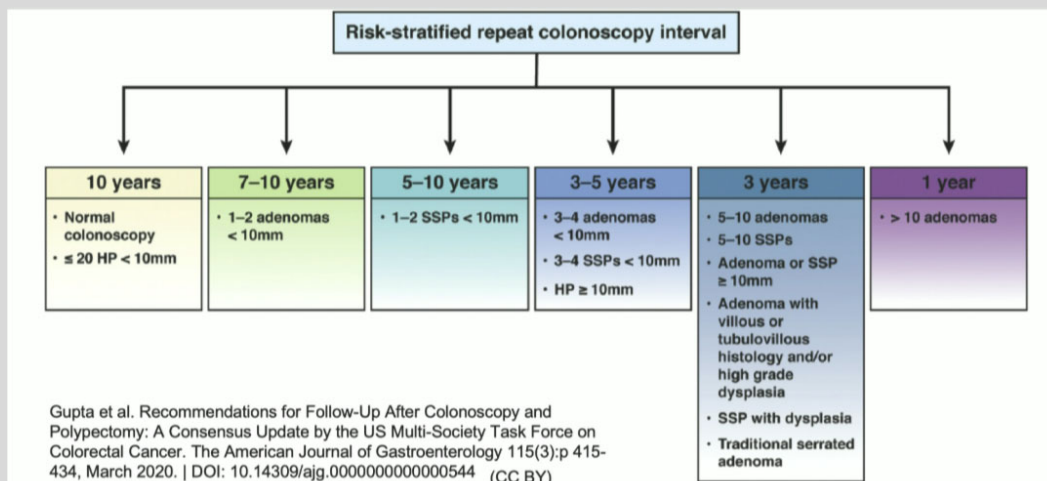 Risk-stratified repeat colonoscopy interval
10 years
• Normal
colonoscopy
• ≤ 20 HP < 10mm
7–10 years
• 1–2 adenomas
< 10mm
5–10 years
• 1–2 SSPs < 10mm
3–5 years
• 3–4 adenomas
< 10mm
• 3–4 SSPs < 10mm
• HP ≥ 10mm
3 years
• 5-10 adenomas
• 5-10 SSPs
• Adenoma or SSP
≥ 10mm
• Adenoma with
villous or
tubulovillous
histology and/or
high grade
dysplasia
• SSP with dysplasia
• Traditional serrated
adenoma
1 year
• > 10 adenomas
Gupta et al. Recommendations for Follow-Up After Colonoscopy and
Polypectomy: A Consensus Update by the US Multi-Society Task Force on
Colorectal Cancer. The American Journal of Gastroenterology 115(3):p 415-
434, March 2020. | DOI: 10.14309/ajg.0000000000000544 (CC BY)